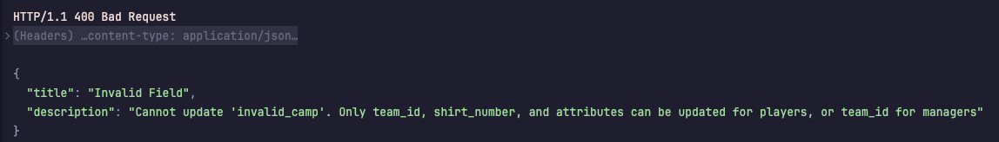 HTTP/1.1 400 Bad Request
(Headers) …content-type: application/json…
{
"title": "Invalid Field",
"description": "Cannot update 'invalid_camp'. Only team_id, shirt_number, and attributes can be updated for players, or team_id for managers"
}